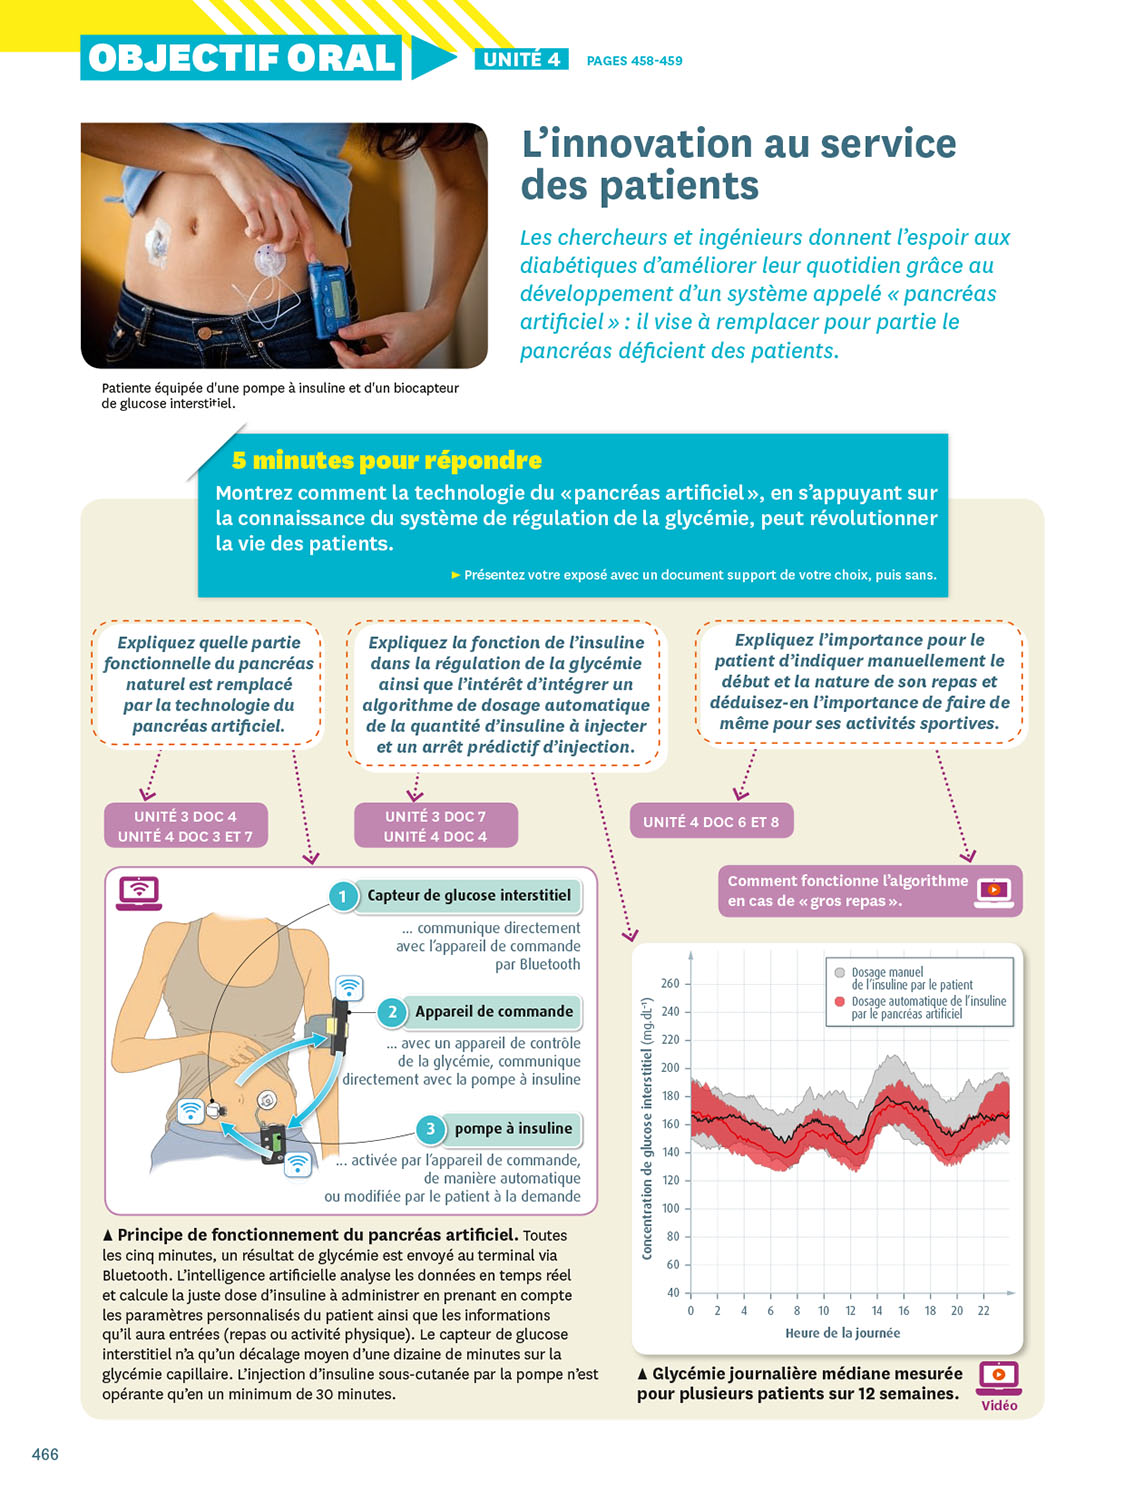 OBJECTIF ORAL
UNITÉ 4
PAGES 458-459
L'innovation au service
des patients
Les chercheurs et ingénieurs donnent l'espoir aux
diabétiques d'améliorer leur quotidien grâce au
développement d'un système appelé « pancréas
artificiel » : il vise à remplacer pour partie le
pancréas déficient des patients.
Patiente équipée d'une pompe à insuline et d'un biocapteur
de glucose interstitiel.
5 minutes pour répondre
Montrez comment la technologie du « pancréas artificiel », en s'appuyant sur
la connaissance du système de régulation de la glycémie, peut révolutionner
la vie des patients.
► Présentez votre exposé avec un document support de votre choix, puis sans.
Expliquez quelle partie
fonctionnelle du pancréas
naturel est remplacé
par la technologie du
pancréas artificiel.
Expliquez la fonction de l'insuline
dans la régulation de la glycémie
ainsi que l'intérêt d'intégrer un
algorithme de dosage automatique
de la quantité d'insuline à injecter
et un arrêt prédictif d'injection.
Expliquez l'importance pour le
patient d'indiquer manuellement le
début et la nature de son repas et
déduisez-en l'importance de faire de
même pour ses activités sportives.
UNITÉ 3 DOC 4
UNITÉ 4 DOC 3 ET 7
UNITÉ 3 DOC 7
UNITÉ 4 DOC 4
UNITÉ 4 DOC 6 ET 8
Comment fonctionne l'algorithme
en cas de « gros repas ».
1 Capteur de glucose interstitiel
... communique directement
avec l'appareil de commande
par Bluetooth
2 Appareil de commande
... avec un appareil de contrôle
de la glycémie, communique
directement avec la pompe à insuline
3 pompe à insuline
... activée par l'appareil de commande,
de manière automatique
ou modifiée par le patient à la demande
▲ Principe de fonctionnement du pancréas artificiel. Toutes
les cinq minutes, un résultat de glycémie est envoyé au terminal via
Bluetooth. L'intelligence artificielle analyse les données en temps réel
et calcule la juste dose d'insuline à administrer en prenant en compte
les paramètres personnalisés du patient ainsi que les informations
qu'il aura entrées (repas ou activité physique). Le capteur de glucose
interstitiel n'a qu'un décalage moyen d'une dizaine de minutes sur la
glycémie capillaire. L'injection d'insuline sous-cutanée par la pompe n'est
opérante qu'en un minimum de 30 minutes.
Concentration de glucose interstitiel (mg.dL⁻¹)
Dosage manuel
de l'insuline par le patient
Dosage automatique de l'insuline
par le pancréas artificiel
260
240
220
200
180
160
140
120
100
80
60
40
0 2 4 6 8 10 12 14 16 18 20 22
Heure de la journée
▲ Glycémie journalière médiane mesurée
pour plusieurs patients sur 12 semaines.
Vidéo
466